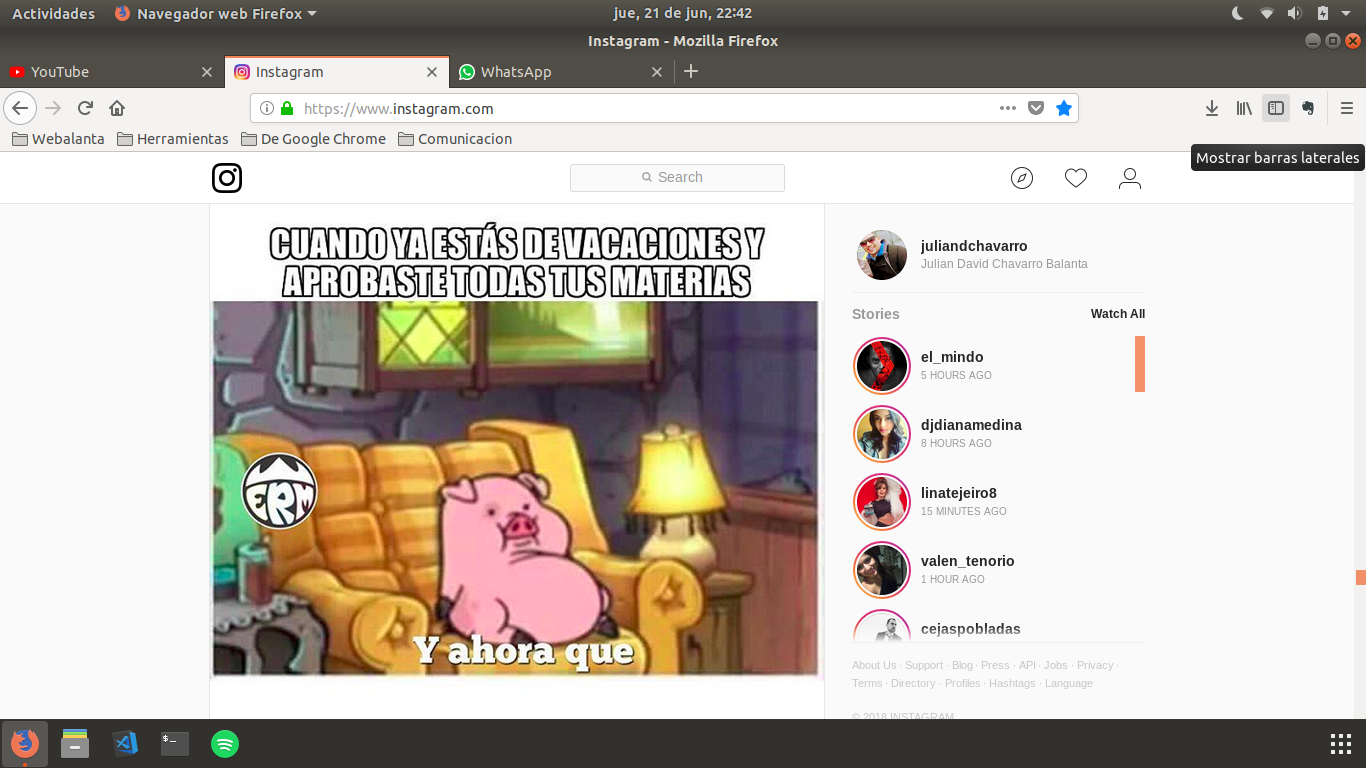 Actividades
Navegador web Firefox
jue, 21 de jun, 22:42
Instagram - Mozilla Firefox
YouTube
Instagram
WhatsApp
https://www.instagram.com
Webalanta
Herramientas
De Google Chrome
Comunicacion
Mostrar barras laterales
Search
CUANDO YA ESTÁS DE VACACIONES Y
APROBASTE TODAS TUS MATERIAS
ERM
Y ahora que
juliandchavarro
Julian David Chavarro Balanta
Stories
Watch All
el_mindo
5 HOURS AGO
djdianamedina
8 HOURS AGO
linatejeiro8
15 MINUTES AGO
valen_tenorio
1 HOUR AGO
cejaspobladas
About Us · Support · Blog · Press · API · Jobs · Privacy ·
Terms · Directory · Profiles · Hashtags · Language
© 2018 INSTAGRAM
$_